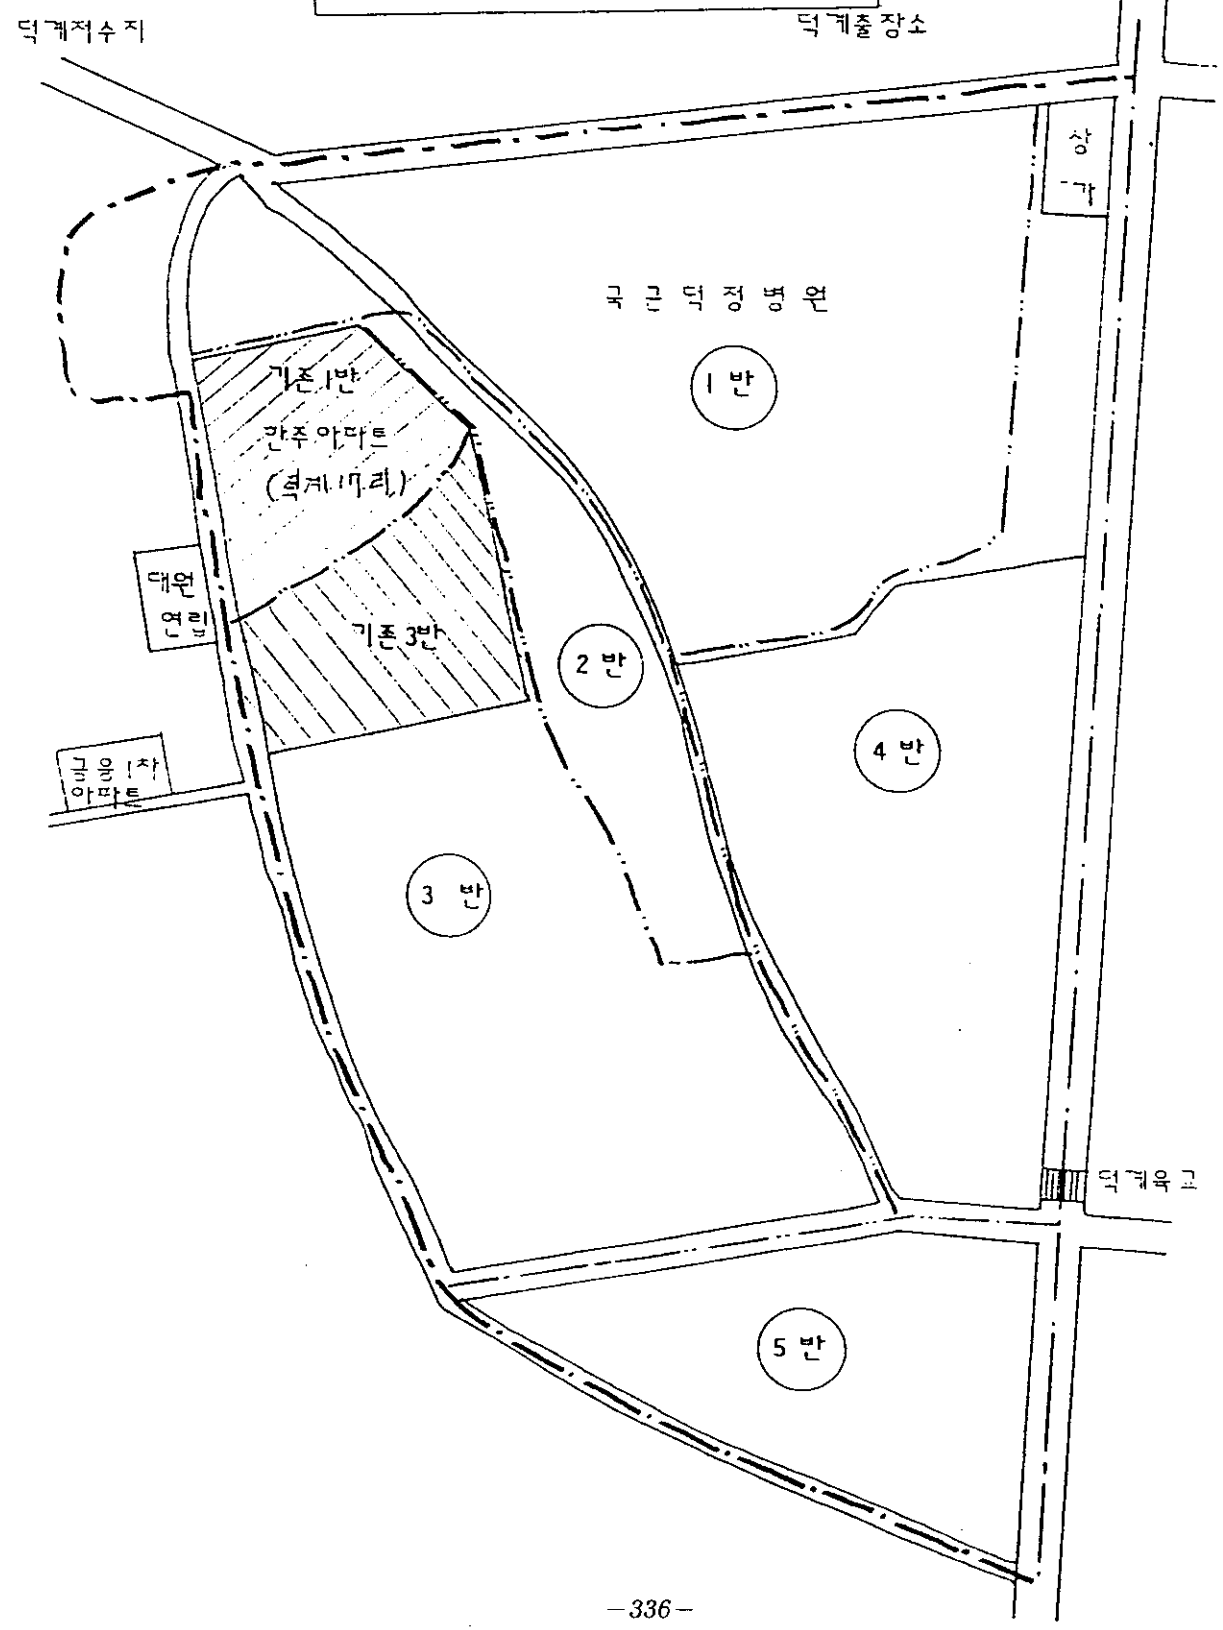 덕계저수지
덕계출장소
상
가
국군덕정병원
1 반
기존 1반
한주아파트
(덕계17리)
대원
연립
기존 3반
2 반
4 반
금용1차
아파트
3 반
덕계육교
5 반
—336—